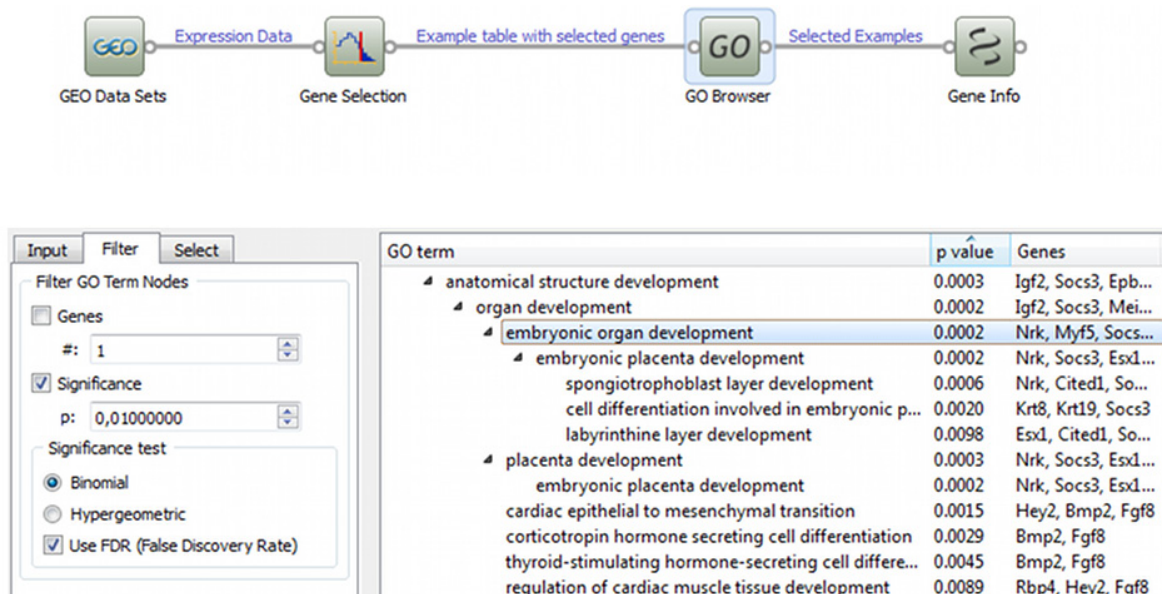 Expression Data
Example table with selected genes
Selected Examples
GEO
GO
GEO Data Sets
Gene Selection
GO Browser
Gene Info
Input Filter Select
Filter GO Term Nodes
Genes
#: 1
Significance
p: 0,01000000
Significance test
Binomial
Hypergeometric
Use FDR (False Discovery Rate)
GO term p value Genes
anatomical structure development 0.0003 Igf2, Socs3, Epb...
organ development 0.0002 Igf2, Socs3, Mei...
embryonic organ development 0.0002 Nrk, Myf5, Socs...
embryonic placenta development 0.0002 Nrk, Socs3, Esx1...
spongiotrophoblast layer development 0.0006 Nrk, Cited1, So...
cell differentiation involved in embryonic p... 0.0020 Krt8, Krt19, Socs3
labyrinthine layer development 0.0098 Esx1, Cited1, So...
placenta development 0.0003 Nrk, Socs3, Esx1...
embryonic placenta development 0.0002 Nrk, Socs3, Esx1...
cardiac epithelial to mesenchymal transition 0.0015 Hey2, Bmp2, Fgf8
corticotropin hormone secreting cell differentiation 0.0029 Bmp2, Fgf8
thyroid-stimulating hormone-secreting cell differe... 0.0045 Bmp2, Fgf8
regulation of cardiac muscle tissue development 0.0089 Rbp4, Hey2, Fgf8